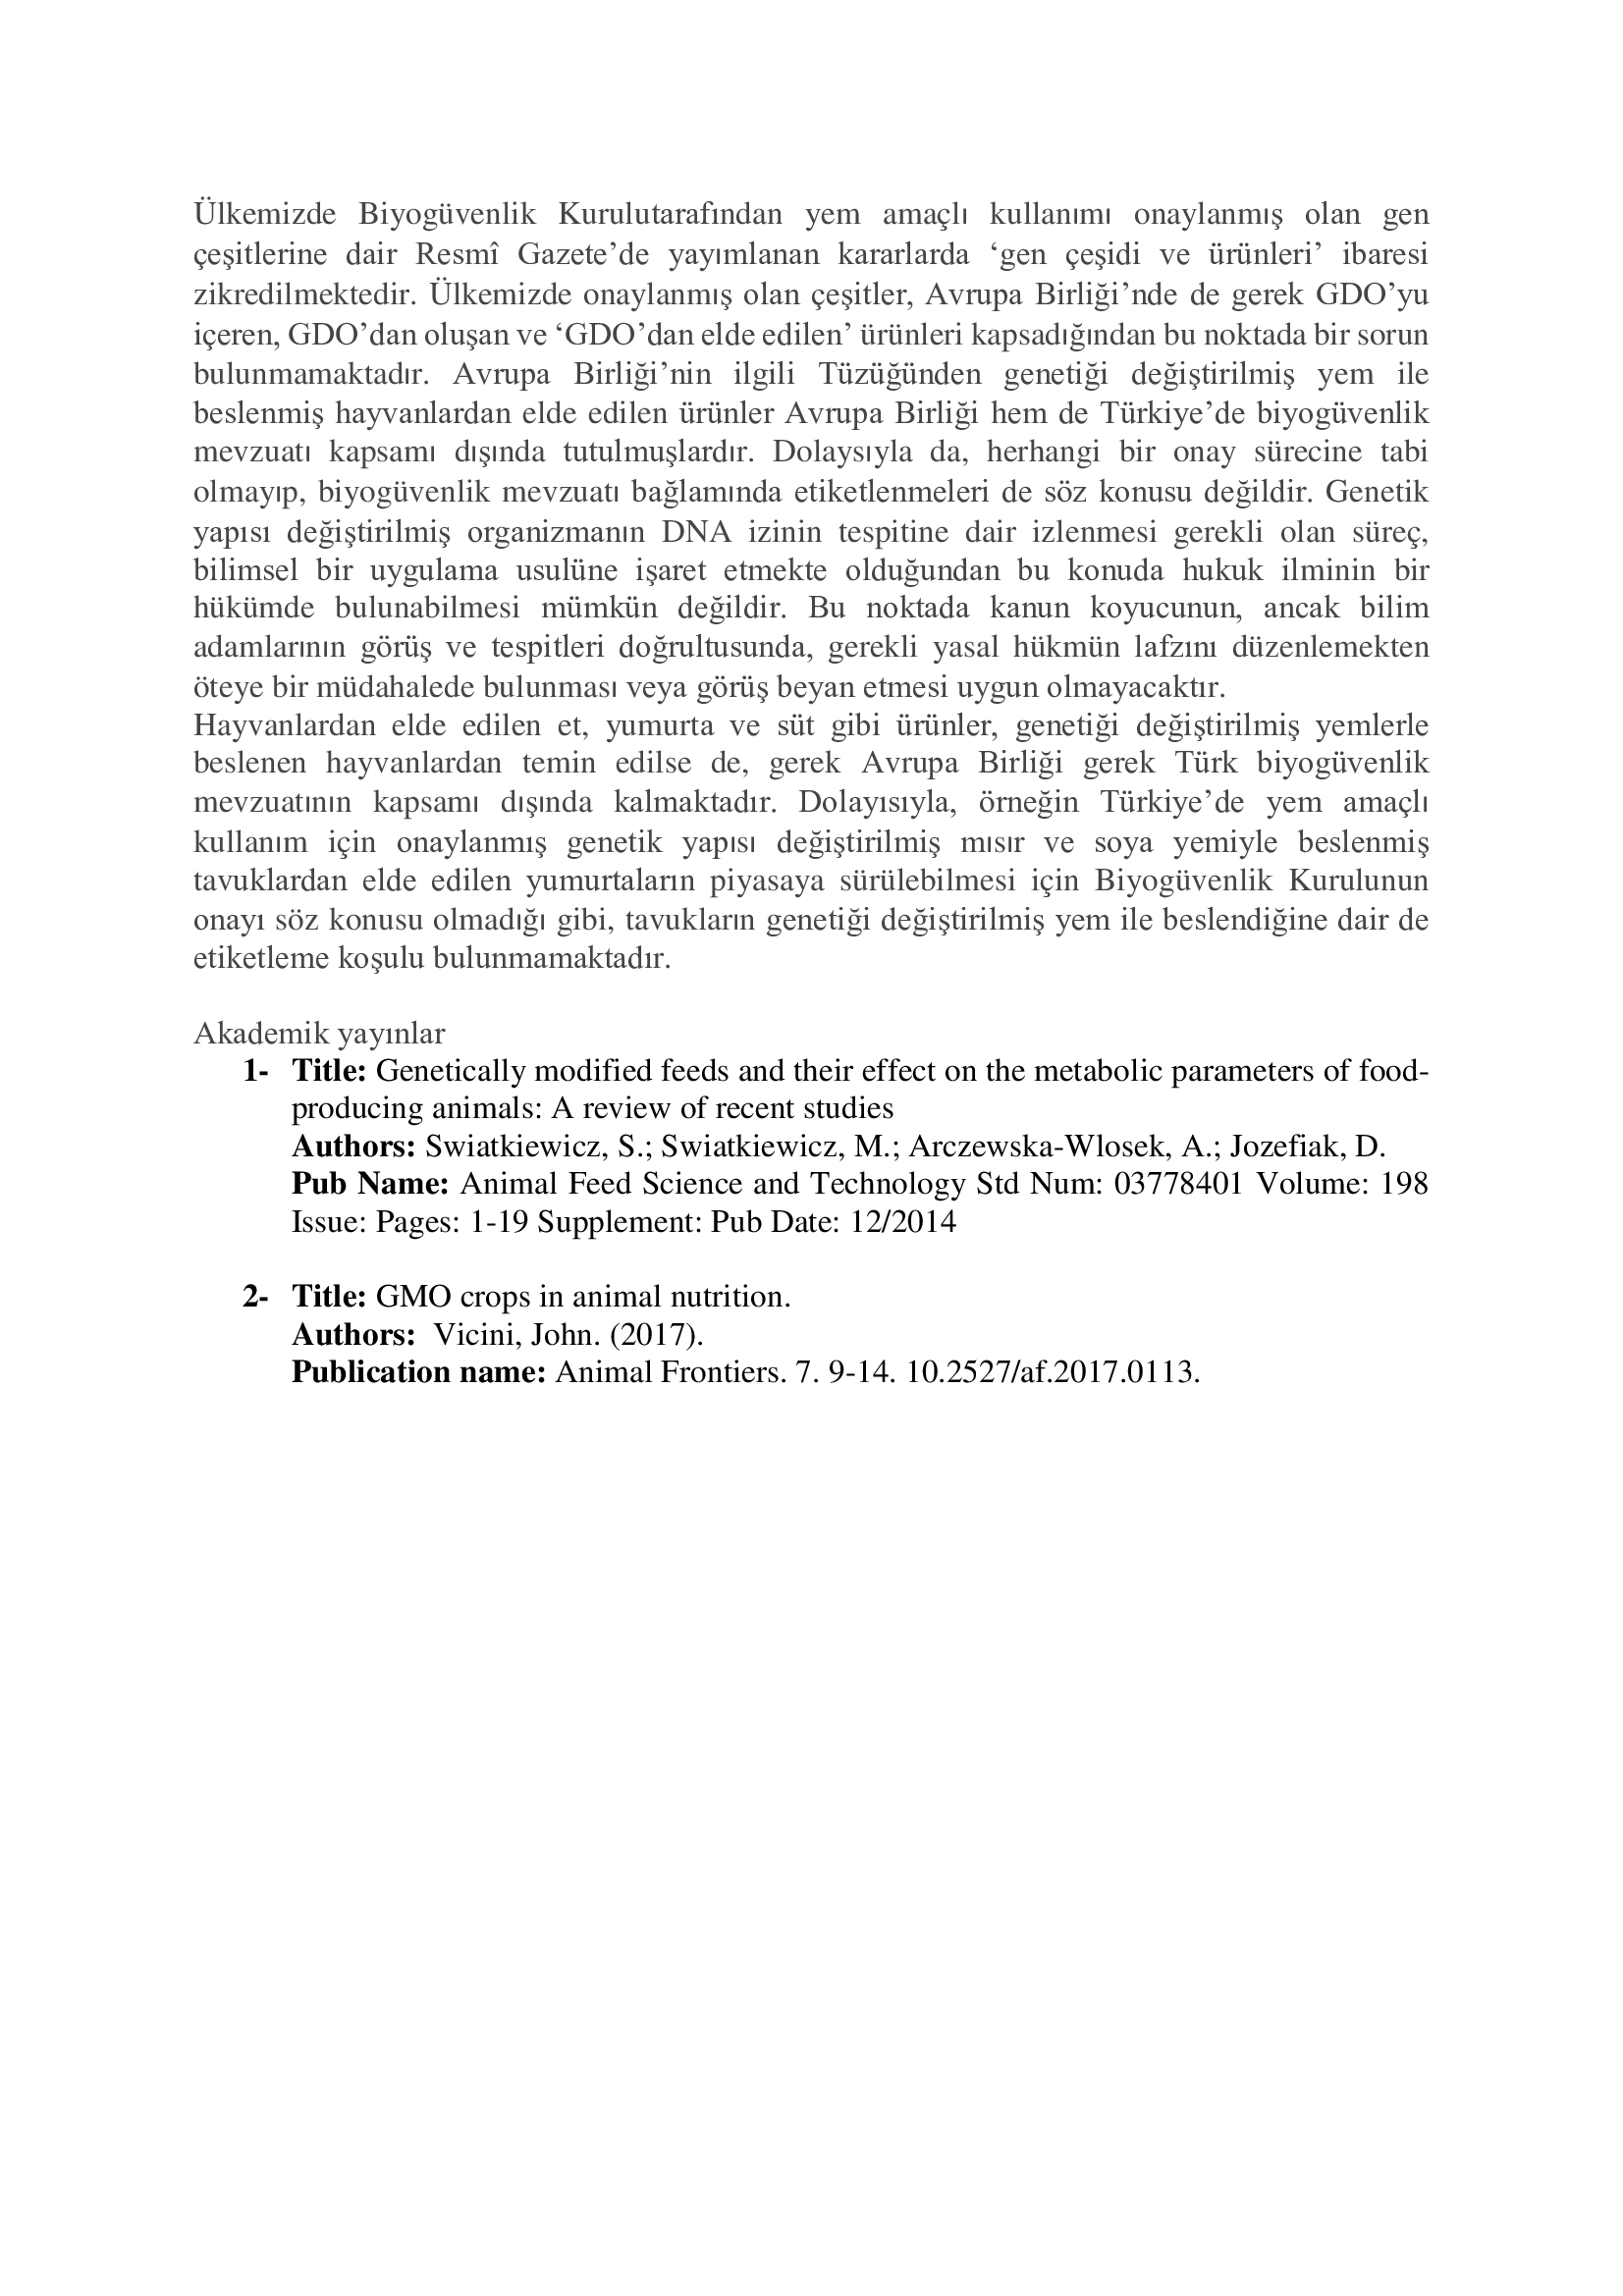 Ülkemizde Biyogüvenlik Kurulutarafından yem amaçlı kullanımı onaylanmış olan gen
çeşitlerine dair Resmî Gazete’de yayımlanan kararlarda ‘gen çeşidi ve ürünleri’ ibaresi
zikredilmektedir. Ülkemizde onaylanmış olan çeşitler, Avrupa Birliği’nde de gerek GDO’yu
içeren, GDO’dan oluşan ve ‘GDO’dan elde edilen’ ürünleri kapsadığından bu noktada bir sorun
bulunmamaktadır. Avrupa Birliği’nin ilgili Tüzüğünden genetiği değiştirilmiş yem ile
beslenmiş hayvanlardan elde edilen ürünler Avrupa Birliği hem de Türkiye’de biyogüvenlik
mevzuatı kapsamı dışında tutulmuşlardır. Dolaysıyla da, herhangi bir onay sürecine tabi
olmayıp, biyogüvenlik mevzuatı bağlamında etiketlenmeleri de söz konusu değildir. Genetik
yapısı değiştirilmiş organizmanın DNA izinin tespitine dair izlenmesi gerekli olan süreç,
bilimsel bir uygulama usulüne işaret etmekte olduğundan bu konuda hukuk ilminin bir
hükümde bulunabilmesi mümkün değildir. Bu noktada kanun koyucunun, ancak bilim
adamlarının görüş ve tespitleri doğrultusunda, gerekli yasal hükmün lafzını düzenlemekten
öteye bir müdahalede bulunması veya görüş beyan etmesi uygun olmayacaktır.
Hayvanlardan elde edilen et, yumurta ve süt gibi ürünler, genetiği değiştirilmiş yemlerle
beslenen hayvanlardan temin edilse de, gerek Avrupa Birliği gerek Türk biyogüvenlik
mevzuatının kapsamı dışında kalmaktadır. Dolayısıyla, örneğin Türkiye’de yem amaçlı
kullanım için onaylanmış genetik yapısı değiştirilmiş mısır ve soya yemiyle beslenmiş
tavuklardan elde edilen yumurtaların piyasaya sürülebilmesi için Biyogüvenlik Kurulunun
onayı söz konusu olmadığı gibi, tavukların genetiği değiştirilmiş yem ile beslendiğine dair de
etiketleme koşulu bulunmamaktadır.
Akademik yayınlar
1- Title: Genetically modified feeds and their effect on the metabolic parameters of food-
producing animals: A review of recent studies
Authors: Swiatkiewicz, S.; Swiatkiewicz, M.; Arczewska-Wlosek, A.; Jozefiak, D.
Pub Name: Animal Feed Science and Technology Std Num: 03778401 Volume: 198
Issue: Pages: 1-19 Supplement: Pub Date: 12/2014
2- Title: GMO crops in animal nutrition.
Authors: Vicini, John. (2017).
Publication name: Animal Frontiers. 7. 9-14. 10.2527/af.2017.0113.